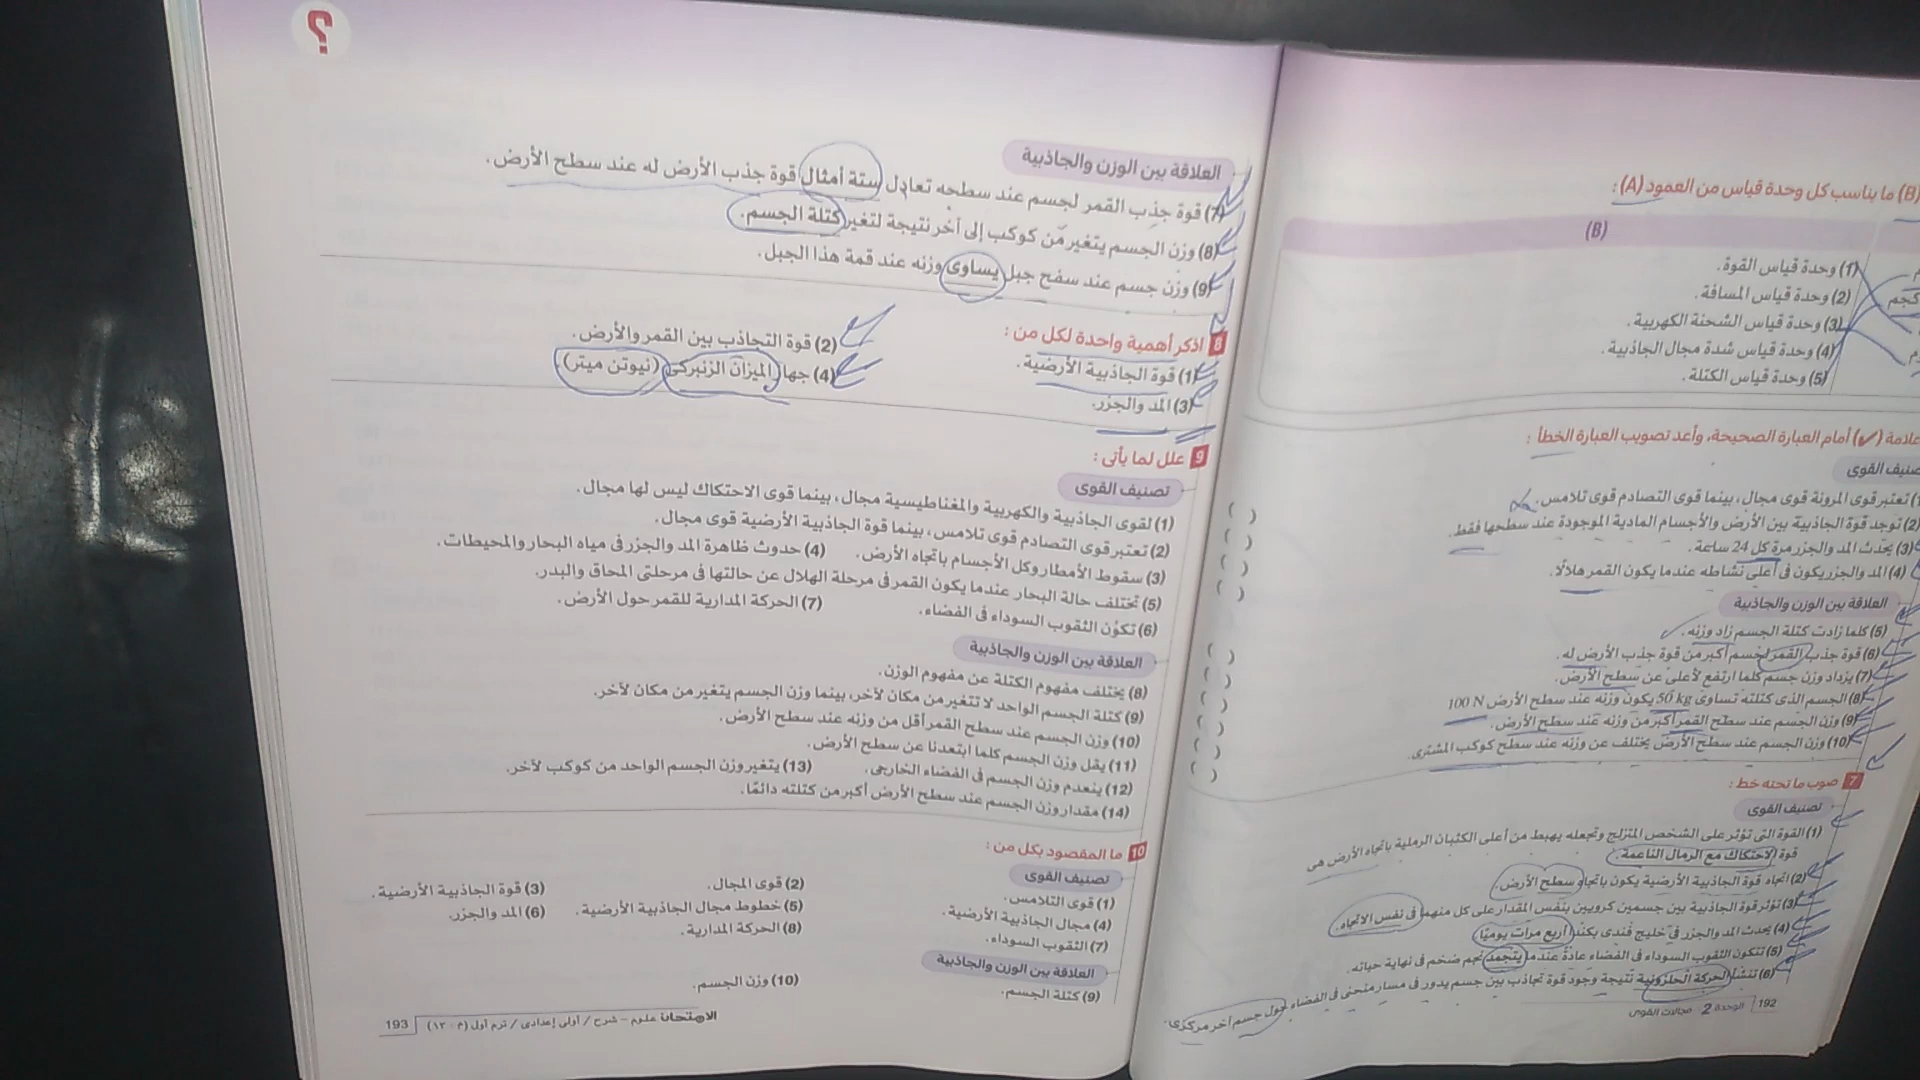 (B) ما يناسب كل وحدة قياس من العمود (A) :
(B)
(1) وحدة قياس القوة.
(2) وحدة قياس المسافة.
كجم
(3) وحدة قياس الشحنة الكهربية.
(4) وحدة قياس شدة مجال الجاذبية.
(5) وحدة قياس الكتلة.
علامة (✓) أمام العبارة الصحيحة، وأعد تصويب العبارة الخطأ :
تصنيف القوى
(1) تعتبر قوى المرونة قوى مجال، بينما قوى التصادم قوى تلامس.
(2) توجد قوة الجاذبية بين الأرض والأجسام المادية الموجودة عند سطحها فقط.
(3) يحدث المد والجزر مرة كل 24 ساعة.
(4) المد والجزر يكون فى أعلى نشاطه عندما يكون القمر هلالًا.
العلاقة بين الوزن والجاذبية
(5) كلما زادت كتلة الجسم زاد وزنه.
(6) قوة جذب القمر لجسم أكبر من قوة جذب الأرض له.
(7) يزداد وزن جسم كلما ارتفع لأعلى عن سطح الأرض.
(8) الجسم الذى كتلته تساوى 50 kg يكون وزنه عند سطح الأرض 100 N
(9) وزن الجسم عند سطح القمر أكبر من وزنه عند سطح الأرض.
(10) وزن الجسم عند سطح الأرض يختلف عن وزنه عند سطح كوكب المشترى.
7 صوب ما تحته خط :
تصنيف القوى
(1) القوة التى تؤثر على الشخص المتزلج وتجعله يهبط من أعلى الكثبان الرملية باتجاه الأرض هى
قوة الاحتكاك مع الرمال الناعمة.
(2) اتجاه قوة الجاذبية الأرضية يكون باتجاه سطح الأرض.
(3) تؤثر قوة الجاذبية بين جسمين كرويين بنفس المقدار على كل منهما فى نفس الاتجاه.
(4) يحدث المد والجزر فى خليج فندى بكندا أربع مرات يوميًا
(5) تتكون الثقوب السوداء فى الفضاء عادةً عندما يتجمد نجم ضخم فى نهاية حياته.
(6) تنشأ الحركة الحلزونية نتيجة وجود قوة تجاذب بين جسم يدور فى مسار منحنى فى الفضاء حول جسم آخر مركزى.
192 الوحدة 2 مجالات القوى
؟
العلاقة بين الوزن والجاذبية
(7) قوة جذب القمر لجسم عند سطحه تعادل ستة أمثال قوة جذب الأرض له عند سطح الأرض.
(8) وزن الجسم يتغير من كوكب إلى آخر نتيجة لتغير كتلة الجسم.
(9) وزن جسم عند سفح جبل يساوى وزنه عند قمة هذا الجبل.
8 اذكر أهمية واحدة لكل من :
(1) قوة الجاذبية الأرضية. (2) قوة التجاذب بين القمر والأرض.
(3) المد والجزر. (4) جهاز الميزان الزنبركى (نيوتن ميتر).
9 علل لما يأتى :
تصنيف القوى
(1) لقوى الجاذبية والكهربية والمغناطيسية مجال، بينما قوى الاحتكاك ليس لها مجال.
(2) تعتبر قوى التصادم قوى تلامس، بينما قوة الجاذبية الأرضية قوى مجال.
(3) سقوط الأمطار وكل الأجسام باتجاه الأرض. (4) حدوث ظاهرة المد والجزر فى مياه البحار والمحيطات.
(5) تختلف حالة البحار عندما يكون القمر فى مرحلة الهلال عن حالتها فى مرحلتى المحاق والبدر.
(6) تكوُّن الثقوب السوداء فى الفضاء. (7) الحركة المدارية للقمر حول الأرض.
العلاقة بين الوزن والجاذبية
(8) يختلف مفهوم الكتلة عن مفهوم الوزن.
(9) كتلة الجسم الواحد لا تتغير من مكان لآخر، بينما وزن الجسم يتغير من مكان لآخر.
(10) وزن الجسم عند سطح القمر أقل من وزنه عند سطح الأرض.
(11) يقل وزن الجسم كلما ابتعدنا عن سطح الأرض.
(12) ينعدم وزن الجسم فى الفضاء الخارجى. (13) يتغير وزن الجسم الواحد من كوكب لآخر.
(14) مقدار وزن الجسم عند سطح الأرض أكبر من كتلته دائمًا.
10 ما المقصود بكل من :
تصنيف القوى
(1) قوى التلامس. (2) قوى المجال. (3) قوة الجاذبية الأرضية.
(4) مجال الجاذبية الأرضية. (5) خطوط مجال الجاذبية الأرضية. (6) المد والجزر.
(7) الثقوب السوداء. (8) الحركة المدارية.
العلاقة بين الوزن والجاذبية
(9) كتلة الجسم. (10) وزن الجسم.
الامتحان علوم – شرح / أولى إعدادى / ترم أول (م : ١٣) 193